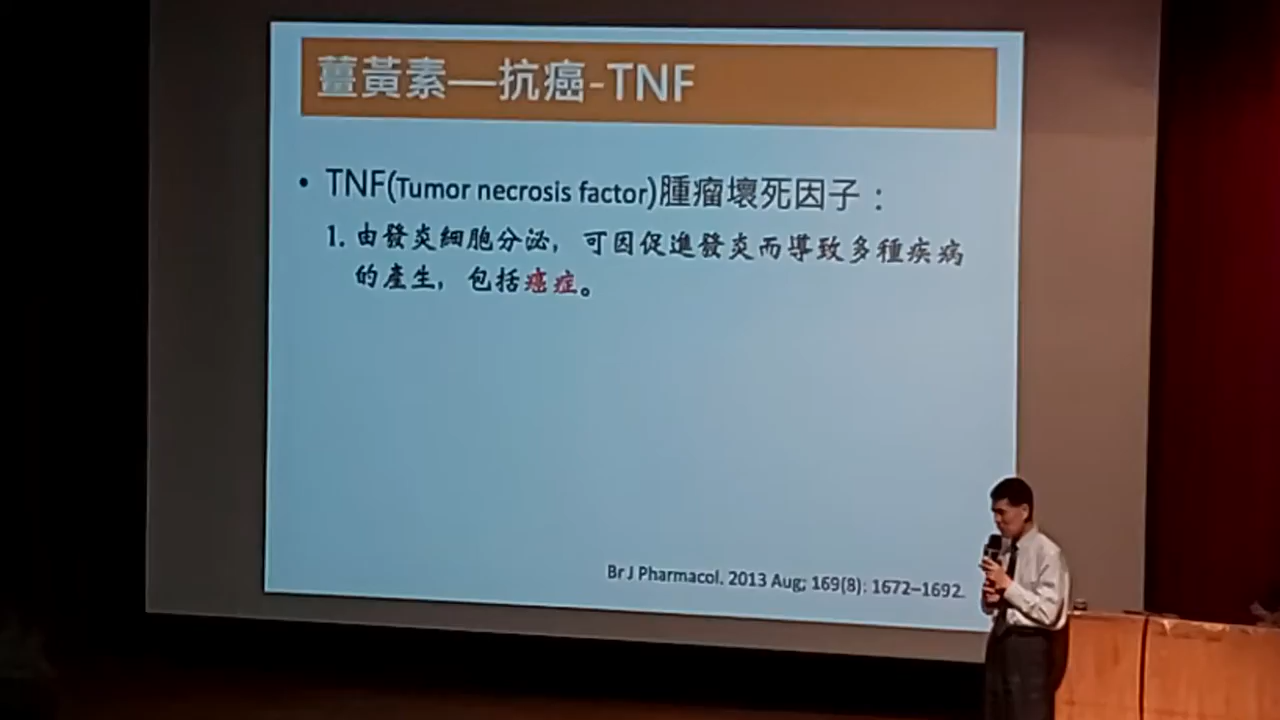 薑黃素—抗癌-TNF
• TNF(Tumor necrosis factor)腫瘤壞死因子：
1. 由發炎細胞分泌，可因促進發炎而導致多種疾病
的產生，包括癌症。
Br J Pharmacol. 2013 Aug; 169(8): 1672–1692.